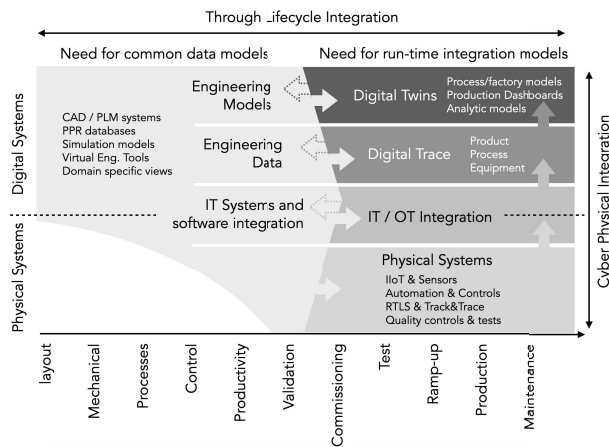 Through Lifecycle Integration
Need for common data models
Need for run-time integration models
Digital Systems
Physical Systems
CAD / PLM systems
PPR databases
Simulation models
Virtual Eng. Tools
Domain specific views
Engineering
Models
Digital Twins
Process/factory models
Production Dashboards
Analytic models
Engineering
Data
Digital Trace
Product
Process
Equipment
IT Systems and
software integration
IT / OT Integration
Physical Systems
IIoT & Sensors
Automation & Controls
RTLS & Track&Trace
Quality controls & tests
Cyber Physical Integration
layout
Mechanical
Processes
Control
Productivity
Validation
Commissioning
Test
Ramp-up
Production
Maintenance